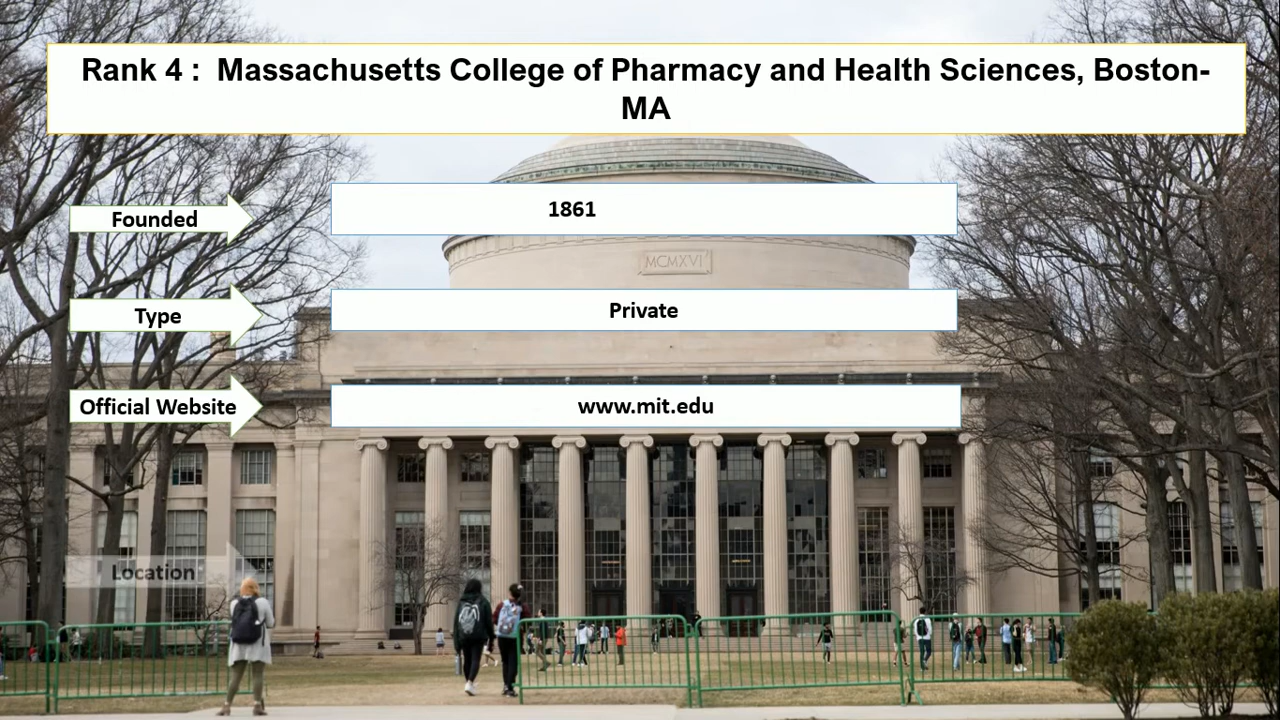 Rank 4 :  Massachusetts College of Pharmacy and Health Sciences, Boston-
MA
Founded
1861
MCMXVI
Type
Private
Official Website
www.mit.edu
Location